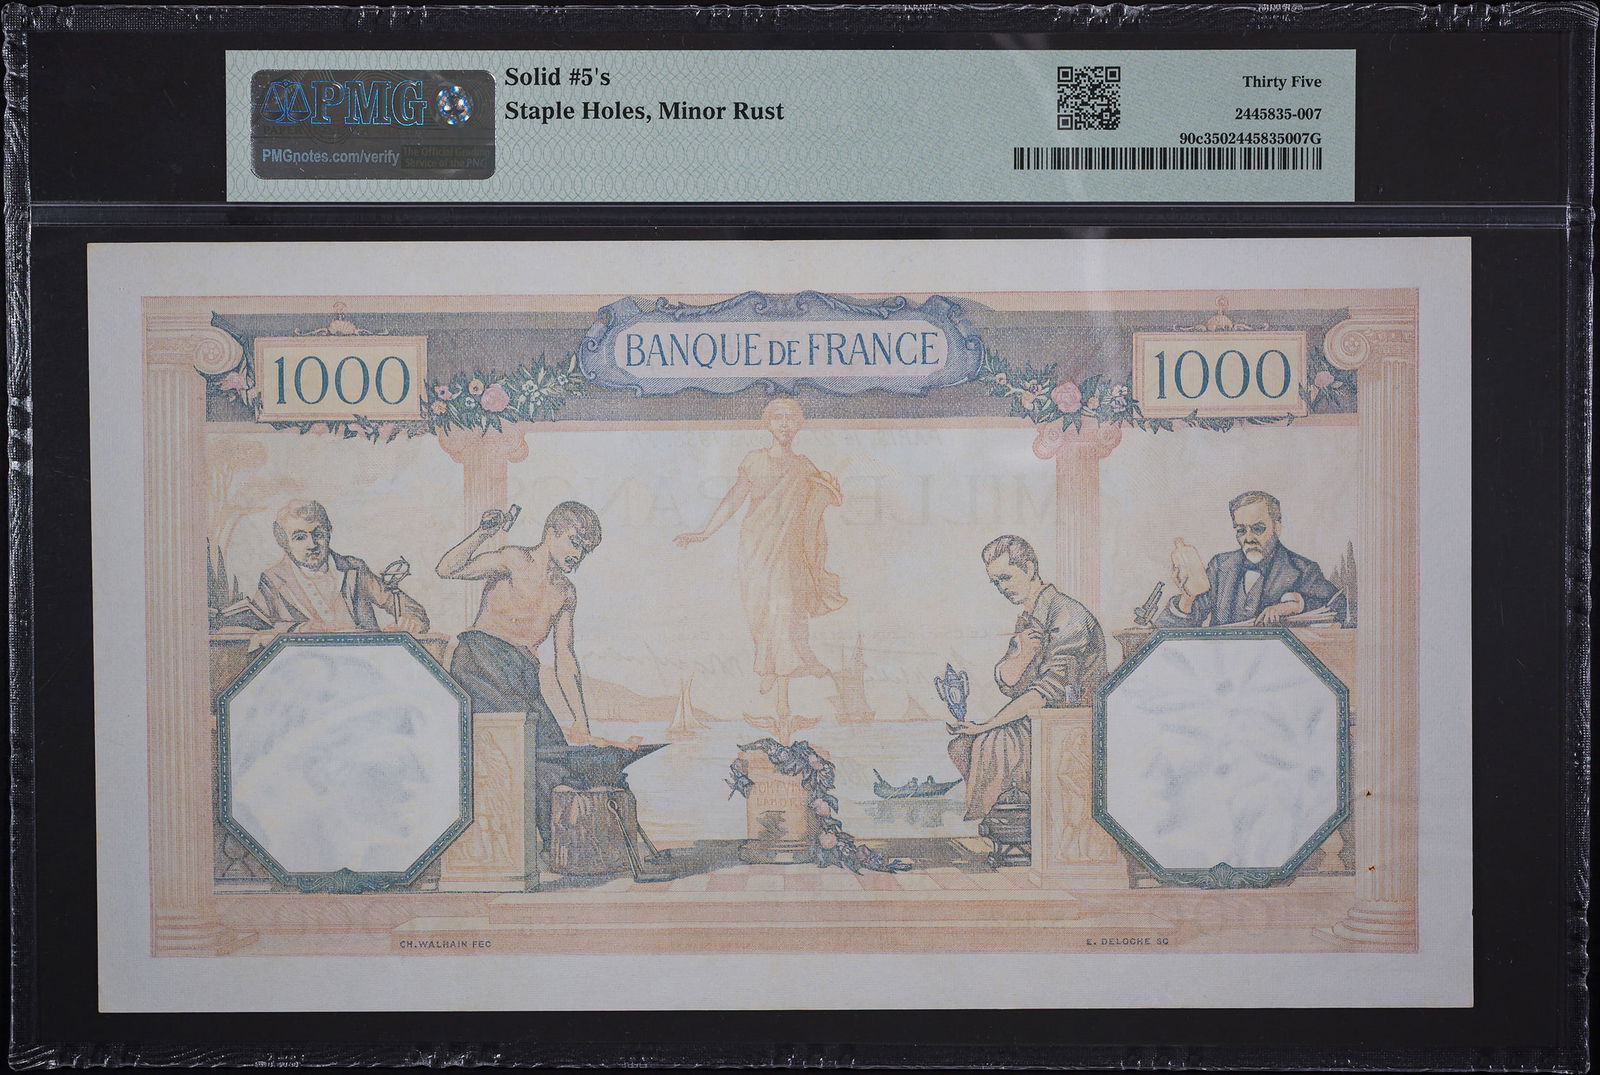 PMG
PMGnotes.com/verify
The Official Grading
Service of the PNG
Solid #5's
Staple Holes, Minor Rust
Thirty Five
2445835-007
90c3502445835007G
BANQUE DE FRANCE
1000
1000
CH. WALHAIN FEC
E. DELOCHE SC